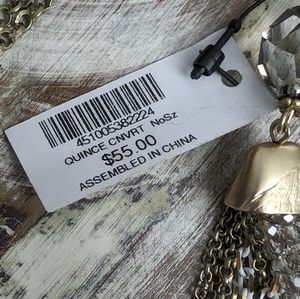 451005382224
QUINCE CNVRT NoSz
$55.00
ASSEMBLED IN CHINA